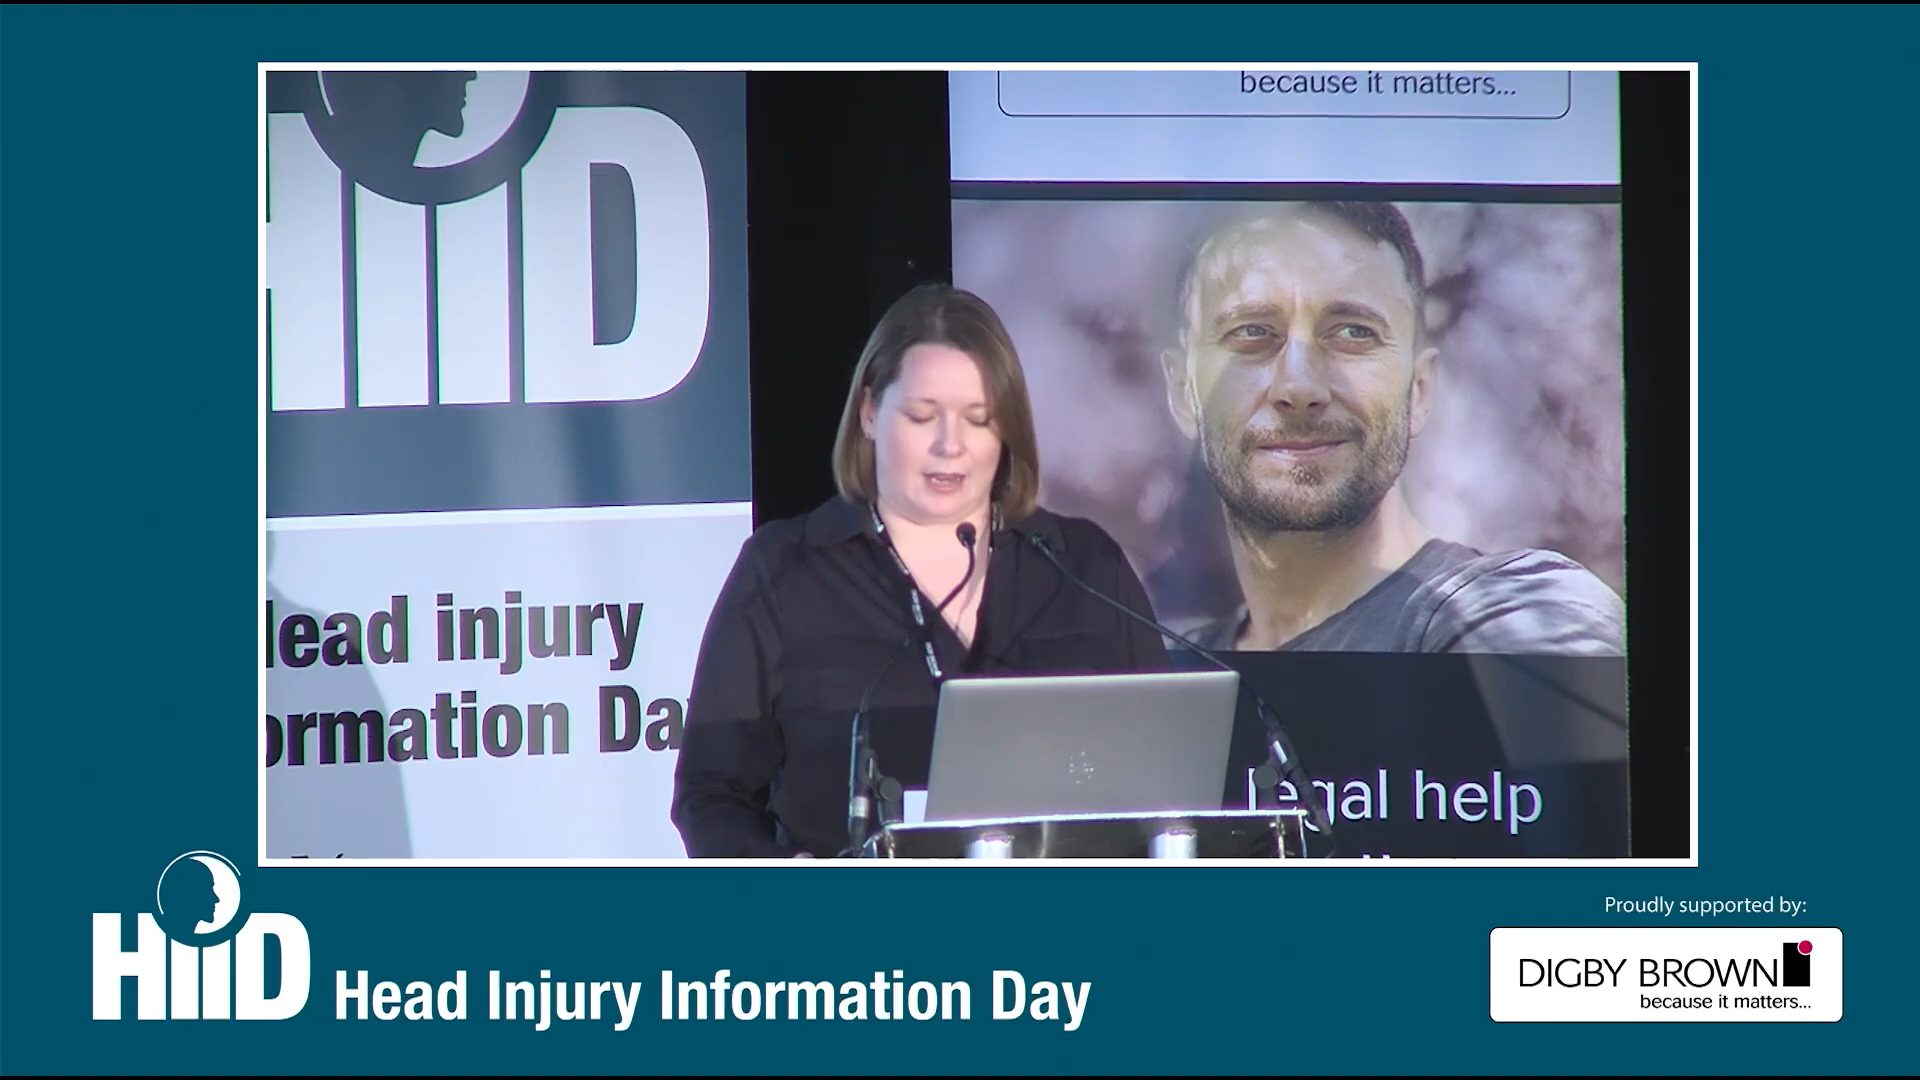 because it matters...
HiiD
lead injury
ormation Da
legal help
HiiD
Head Injury Information Day
Proudly supported by:
DIGBY BROWN
because it matters...